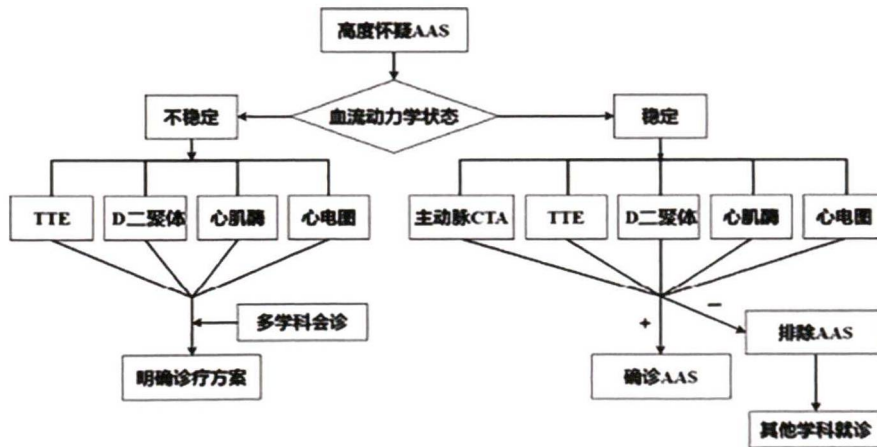 高度怀疑AAS
血流动力学状态
不稳定
稳定
TTE
D二聚体
心肌酶
心电图
主动脉CTA
TTE
D二聚体
心肌酶
心电图
多学科会诊
明确诊疗方案
+
−
确诊AAS
排除AAS
其他学科就诊